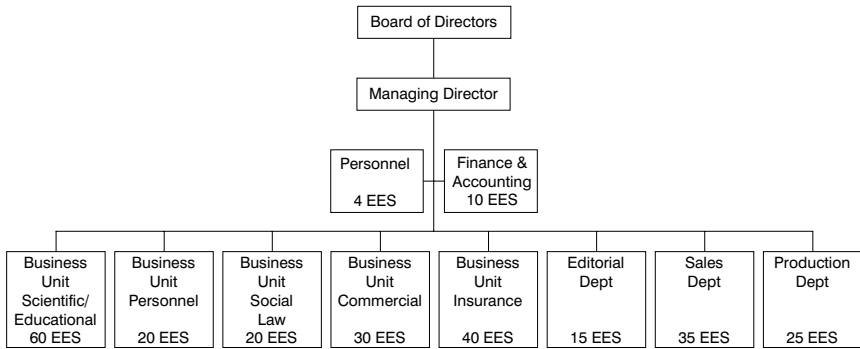 Board of Directors
Managing Director
Personnel
4 EES
Finance &
Accounting
10 EES
Business
Unit
Scientific/
Educational
60 EES
Business
Unit
Personnel
20 EES
Business
Unit
Social
Law
20 EES
Business
Unit
Commercial
30 EES
Business
Unit
Insurance
40 EES
Editorial
Dept
15 EES
Sales
Dept
35 EES
Production
Dept
25 EES